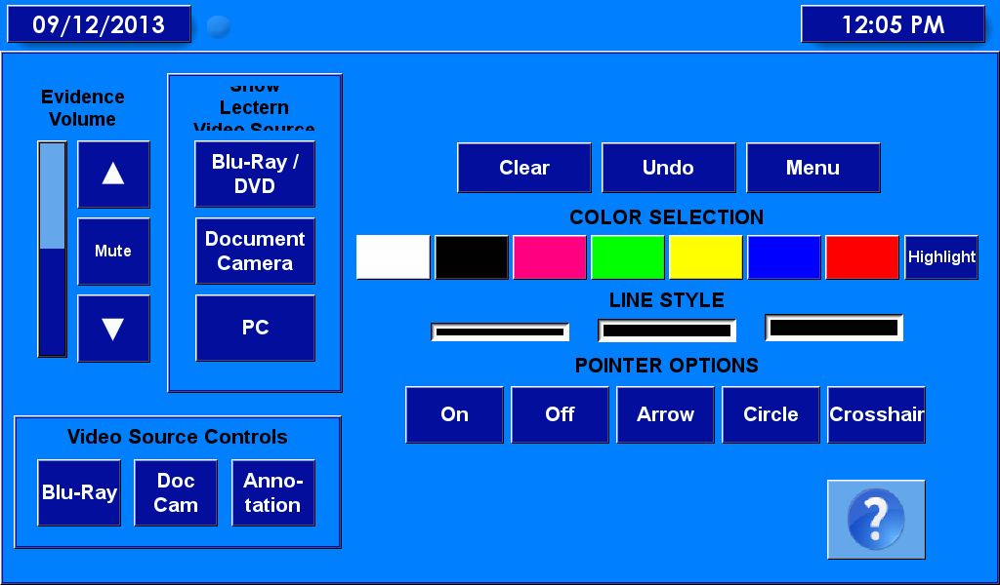 09/12/2013
12:05 PM
Evidence
Volume
Mute
Show
Lectern
Video Source
Blu-Ray /
DVD
Document
Camera
PC
Clear
Undo
Menu
COLOR SELECTION
Highlight
LINE STYLE
POINTER OPTIONS
On
Off
Arrow
Circle
Crosshair
Video Source Controls
Blu-Ray
Doc
Cam
Anno-
tation
?